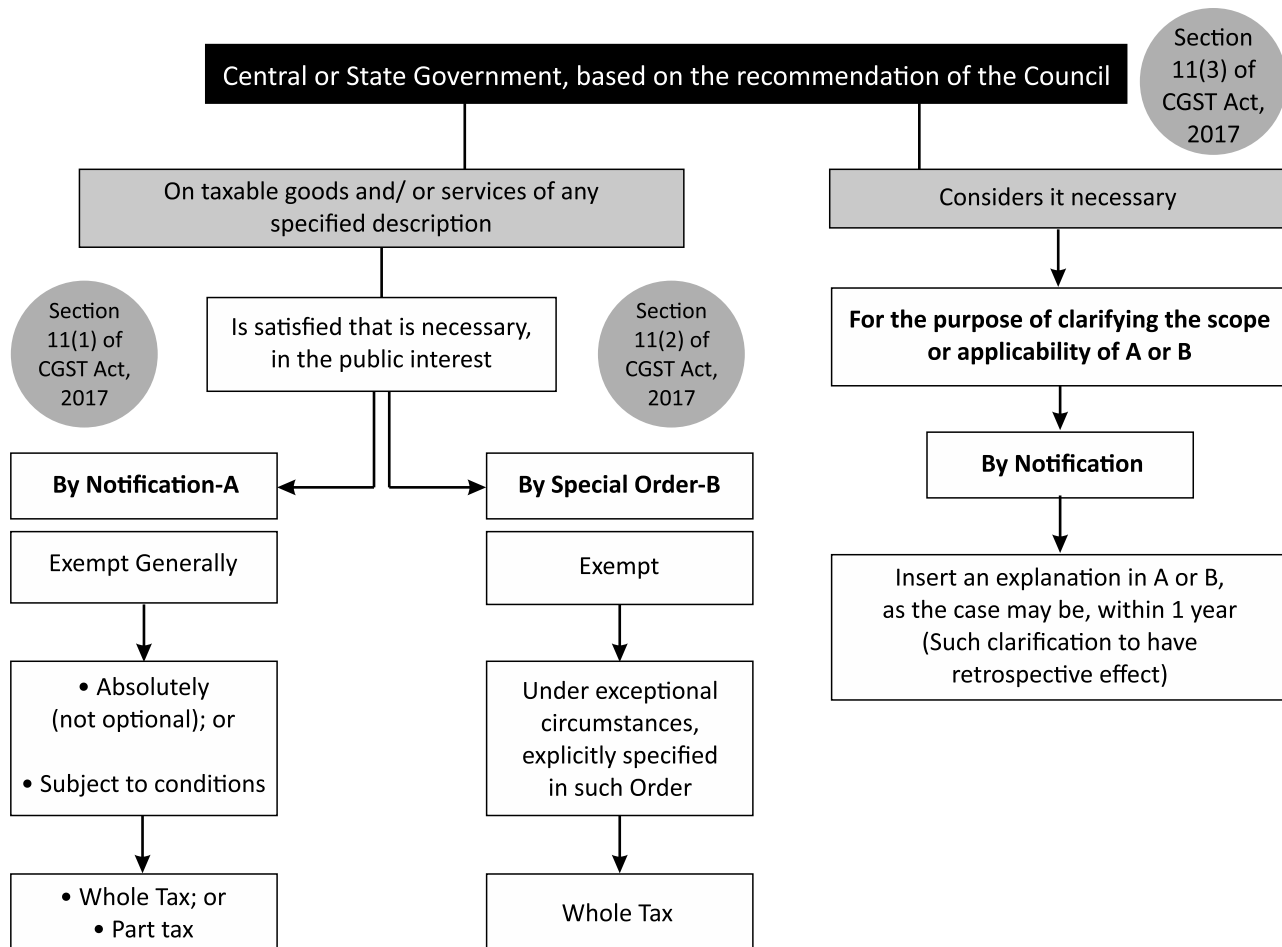 Central or State Government, based on the recommendation of the Council
Section
11(3) of
CGST Act,
2017
On taxable goods and/ or services of any
specified description
Considers it necessary
Section
11(1) of
CGST Act,
2017
Is satisfied that is necessary,
in the public interest
Section
11(2) of
CGST Act,
2017
For the purpose of clarifying the scope
or applicability of A or B
By Notification-A
By Special Order-B
By Notification
Exempt Generally
Exempt
Insert an explanation in A or B,
as the case may be, within 1 year
(Such clarification to have
retrospective effect)
• Absolutely
(not optional); or
• Subject to conditions
Under exceptional
circumstances,
explicitly specified
in such Order
• Whole Tax; or
• Part tax
Whole Tax